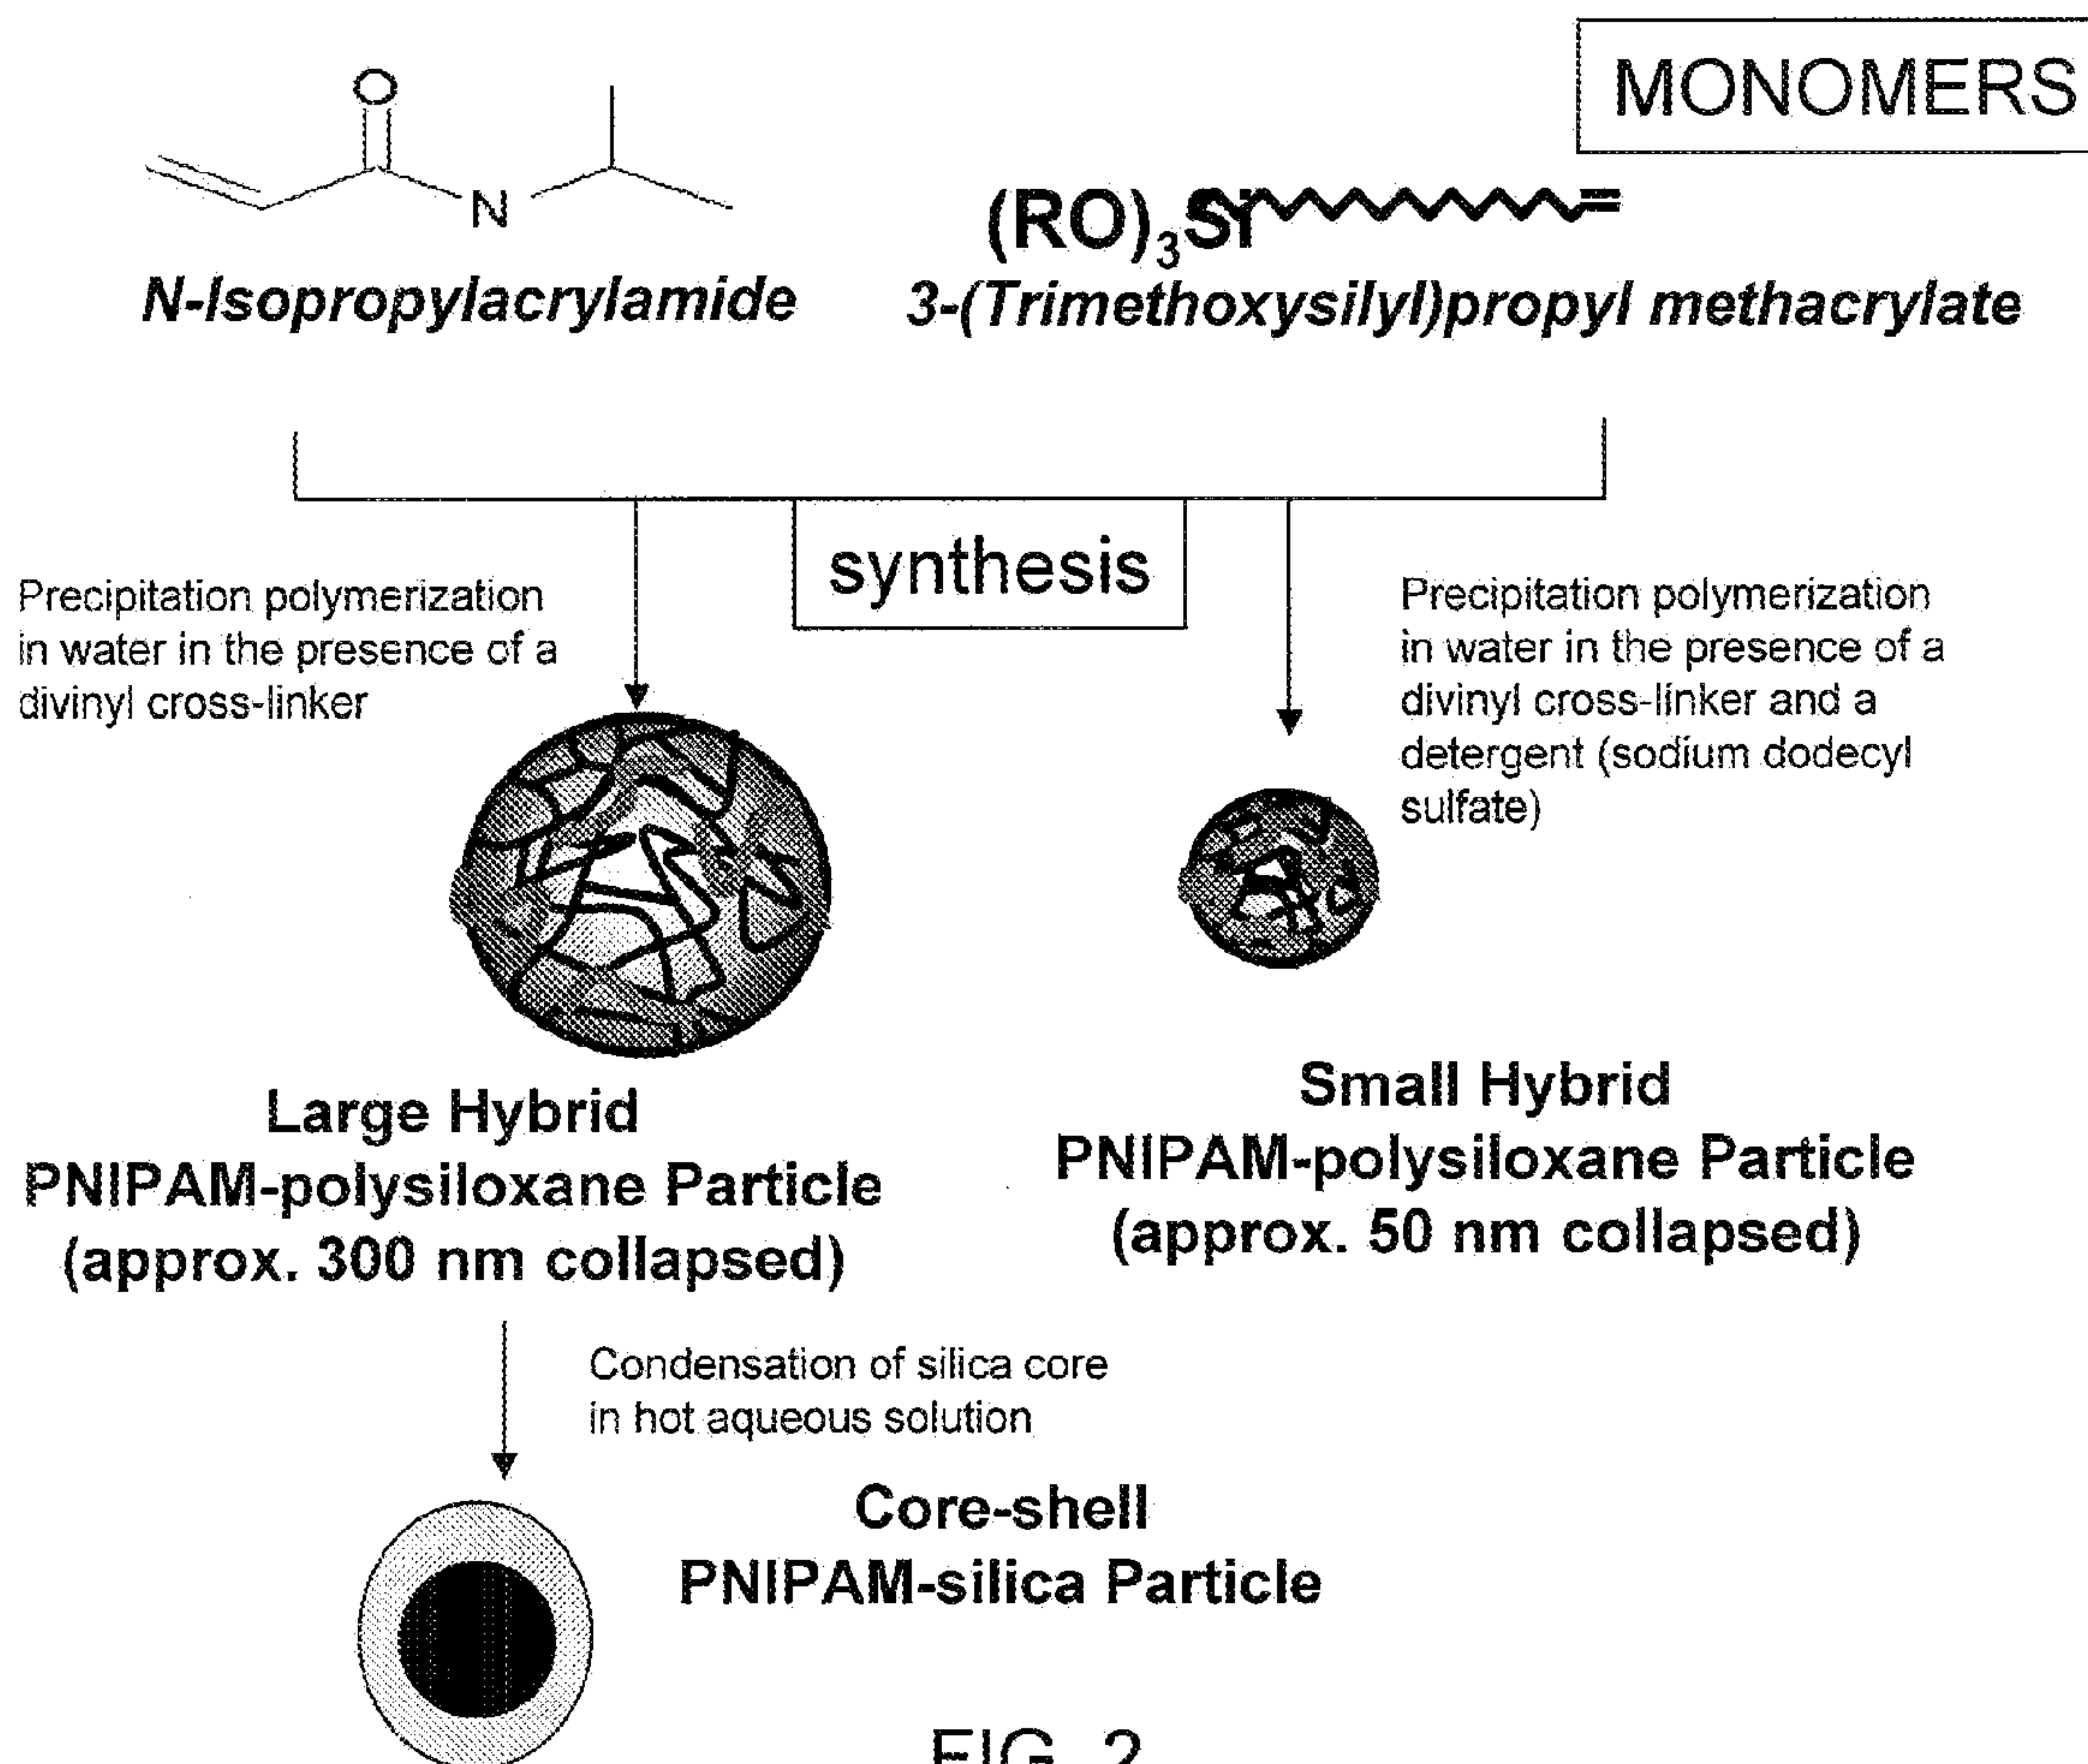 MONOMERS
O
N
(RO)3Si
N-Isopropylacrylamide
3-(Trimethoxysilyl)propyl methacrylate
synthesis
Precipitation polymerization
in water in the presence of a
divinyl cross-linker
Precipitation polymerization
in water in the presence of a
divinyl cross-linker and a
detergent (sodium dodecyl
sulfate)
Large Hybrid
PNIPAM-polysiloxane Particle
(approx. 300 nm collapsed)
Small Hybrid
PNIPAM-polysiloxane Particle
(approx. 50 nm collapsed)
Condensation of silica core
in hot aqueous solution
Core-shell
PNIPAM-silica Particle
FIG. 2